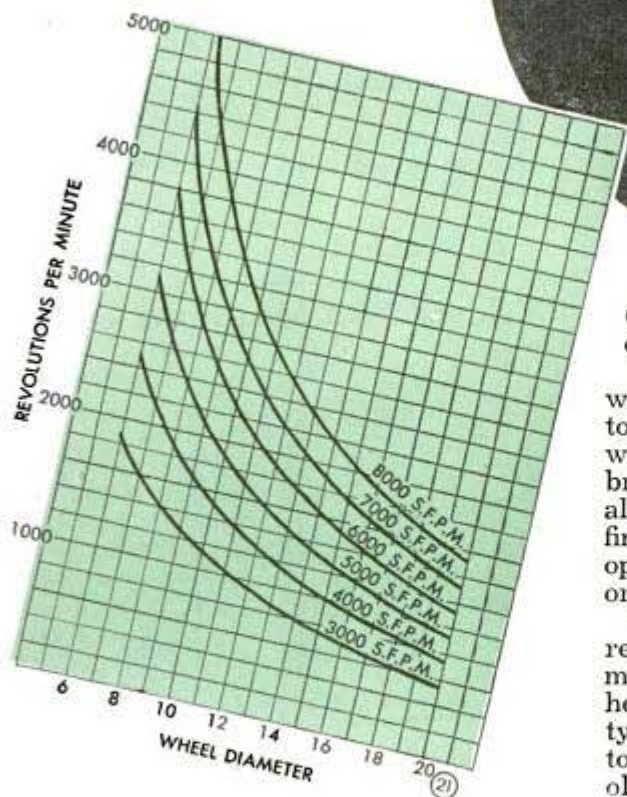 5000
4000
3000
2000
1000
REVOLUTIONS PER MINUTE
8000 S.F.P.M.
7000 S.F.P.M.
6000 S.F.P.M.
5000 S.F.P.M.
4000 S.F.P.M.
3000 S.F.P.M.
6 8 10 12 14 16 18 20
WHEEL DIAMETER
21